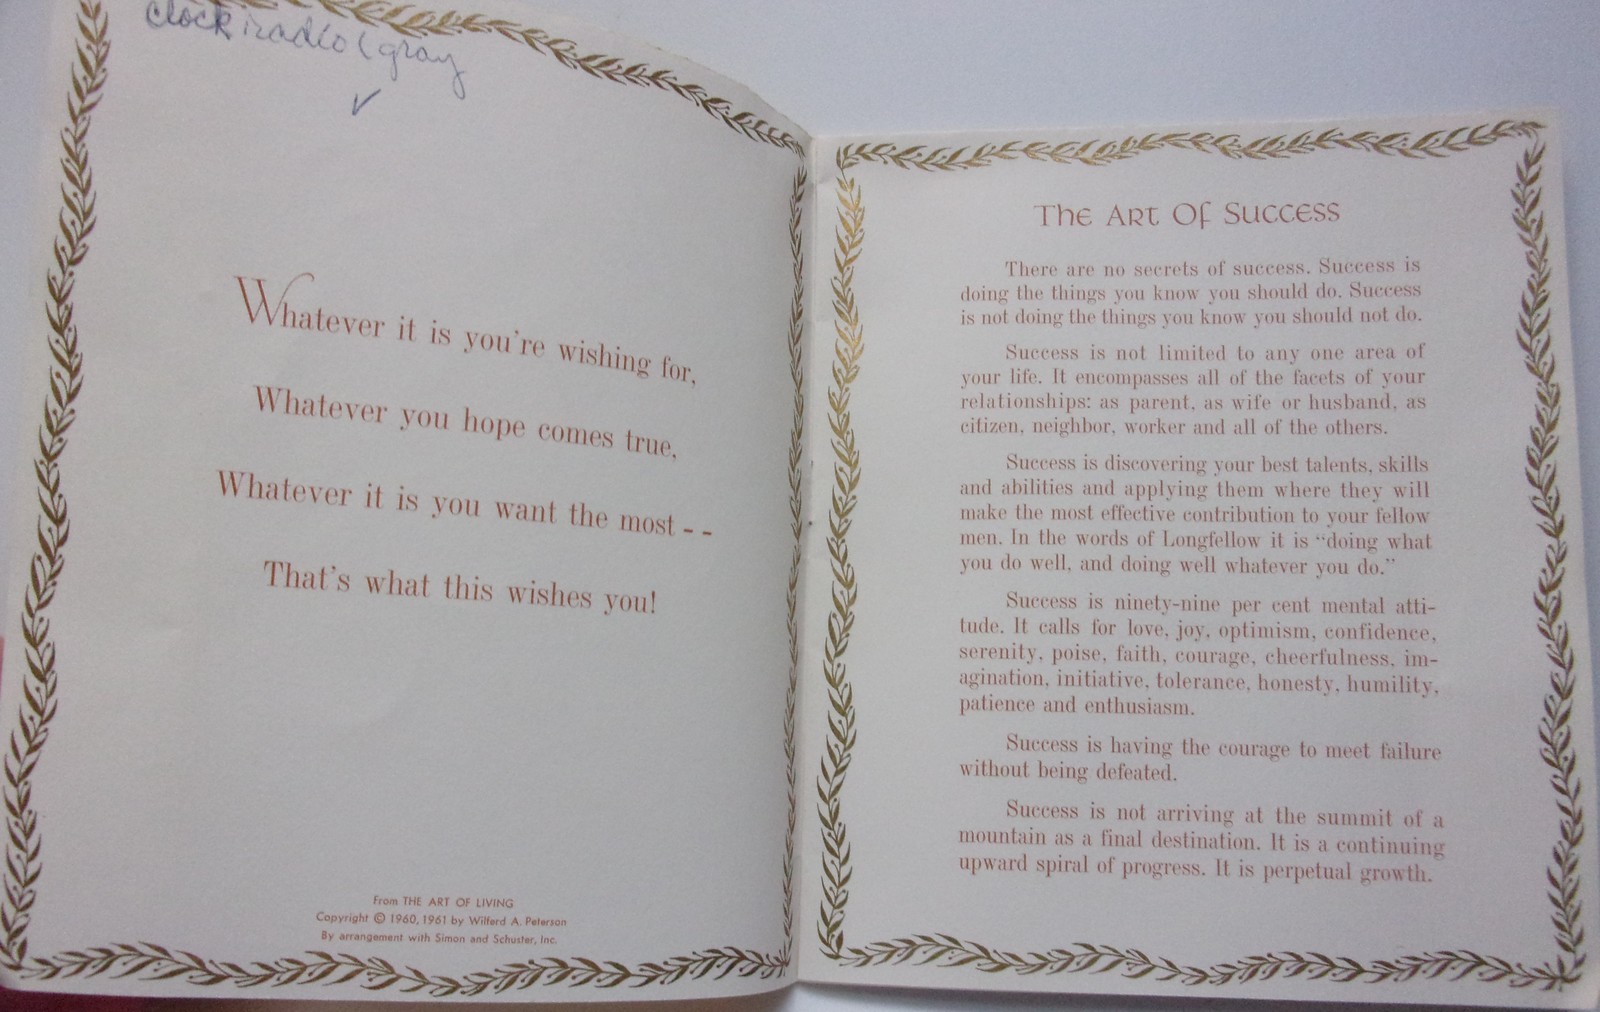 clock radio (gray
Whatever it is you're wishing for,
Whatever you hope comes true,
Whatever it is you want the most - -
That's what this wishes you!
From THE ART OF LIVING
Copyright © 1960, 1961 by Wilferd A. Peterson
By arrangement with Simon and Schuster, Inc.
The Art Of Success
There are no secrets of success. Success is
doing the things you know you should do. Success
is not doing the things you know you should not do.
Success is not limited to any one area of
your life. It encompasses all of the facets of your
relationships: as parent, as wife or husband, as
citizen, neighbor, worker and all of the others.
Success is discovering your best talents, skills
and abilities and applying them where they will
make the most effective contribution to your fellow
men. In the words of Longfellow it is "doing what
you do well, and doing well whatever you do."
Success is ninety-nine per cent mental atti-
tude. It calls for love, joy, optimism, confidence,
serenity, poise, faith, courage, cheerfulness, im-
agination, initiative, tolerance, honesty, humility,
patience and enthusiasm.
Success is having the courage to meet failure
without being defeated.
Success is not arriving at the summit of a
mountain as a final destination. It is a continuing
upward spiral of progress. It is perpetual growth.